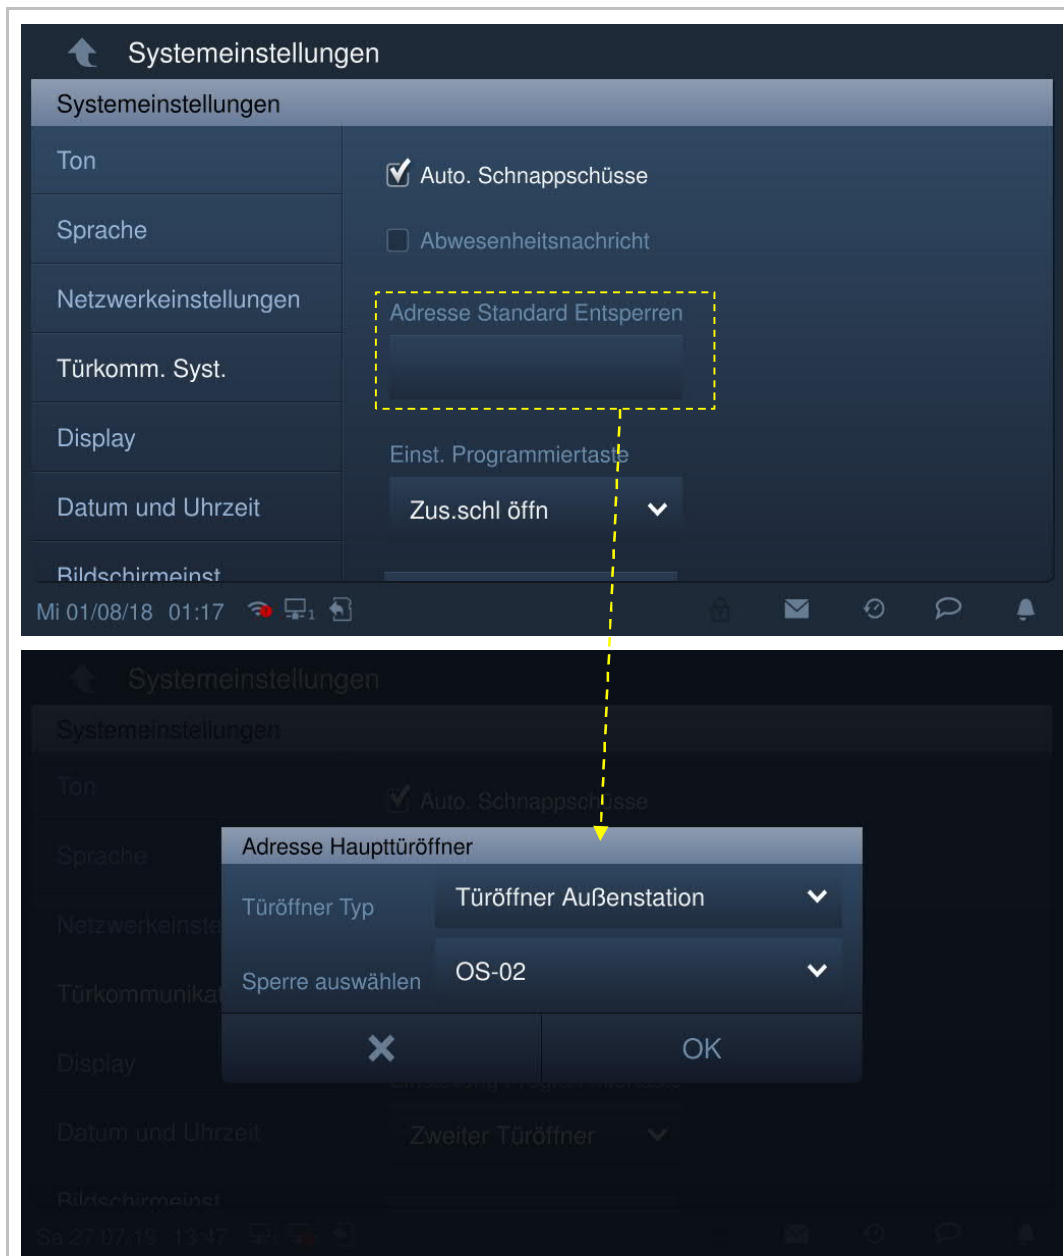 Systemeinstellungen
Systemeinstellungen
Ton
Auto. Schnappschüsse
Sprache
Abwesenheitsnachricht
Netzwerkeinstellungen
Adresse Standard Entsperren
Türkomm. Syst.
Display
Einst. Programmiertaste
Datum und Uhrzeit
Zus.schl öffn
Bildschirmeinst
Mi 01/08/18 01:17
1
Systemeinstellungen
Systemeinstellungen
Ton
Auto. Schnappschüsse
Sprache
Adresse Haupttüröffner
Türöffner Typ
Türöffner Außenstation
Netzwerkeinste
Sperre auswählen
OS-02
Türkommunikat
OK
Display
Datum und Uhrzeit
Zweiter Türöffner
Bildschirmeinst